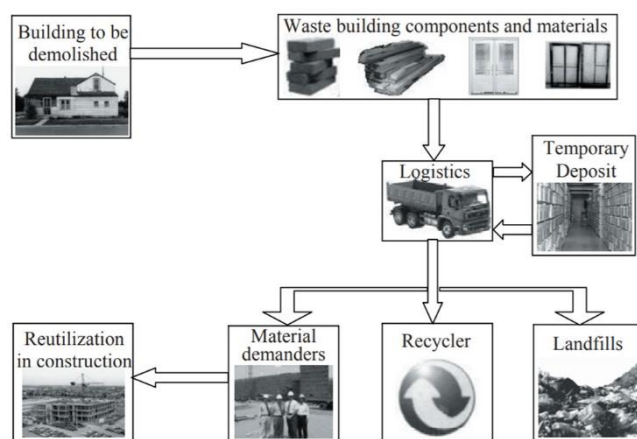 Building to be
demolished
Waste building components and materials
Logistics
Temporary
Deposit
Reutilization
in construction
Material
demanders
Recycler
Landfills